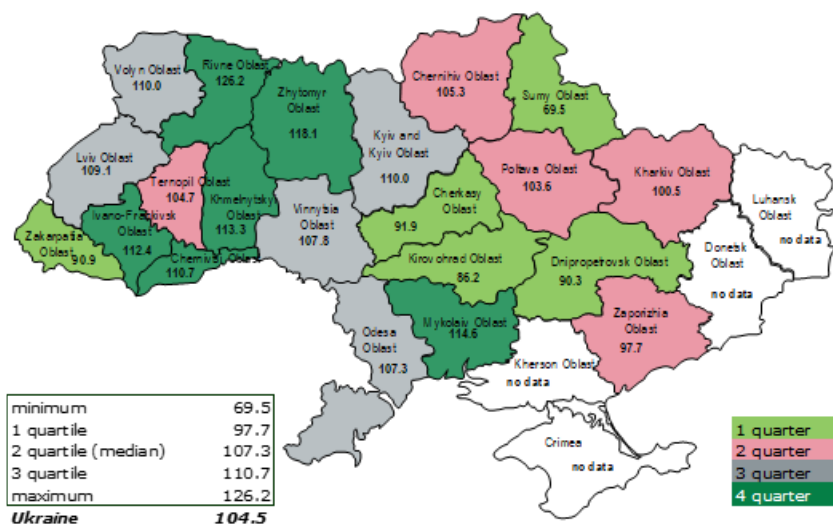 Volyn Oblast
110.0
Rivne Oblast
126.2
Zhytomyr
Oblast
118.1
Kyiv and
Kyiv Oblast
110.0
Chernihiv Oblast
105.3
Sumy Oblast
69.5
Lviv Oblast
109.1
Ternopil Oblast
104.7
Khmelnytskyi
Oblast
113.3
Vinnytsia
Oblast
107.8
Cherkasy
Oblast
91.9
Poltava Oblast
103.6
Kharkiv Oblast
100.5
Luhansk
Oblast
no data
Donetsk
Oblast
no data
Zakarpattia
Oblast
90.9
Ivano-Frankivsk
Oblast
112.4
Chernivtsi Oblast
110.7
Kirovohrad Oblast
86.2
Dnipropetrovsk Oblast
90.3
Odesa
Oblast
107.3
Mykolaiv Oblast
114.6
Zaporizhia
Oblast
97.7
Kherson Oblast
no data
Crimea
no data
minimum 69.5
1 quartile 97.7
2 quartile (median) 107.3
3 quartile 110.7
maximum 126.2
Ukraine 104.5
1 quarter
2 quarter
3 quarter
4 quarter